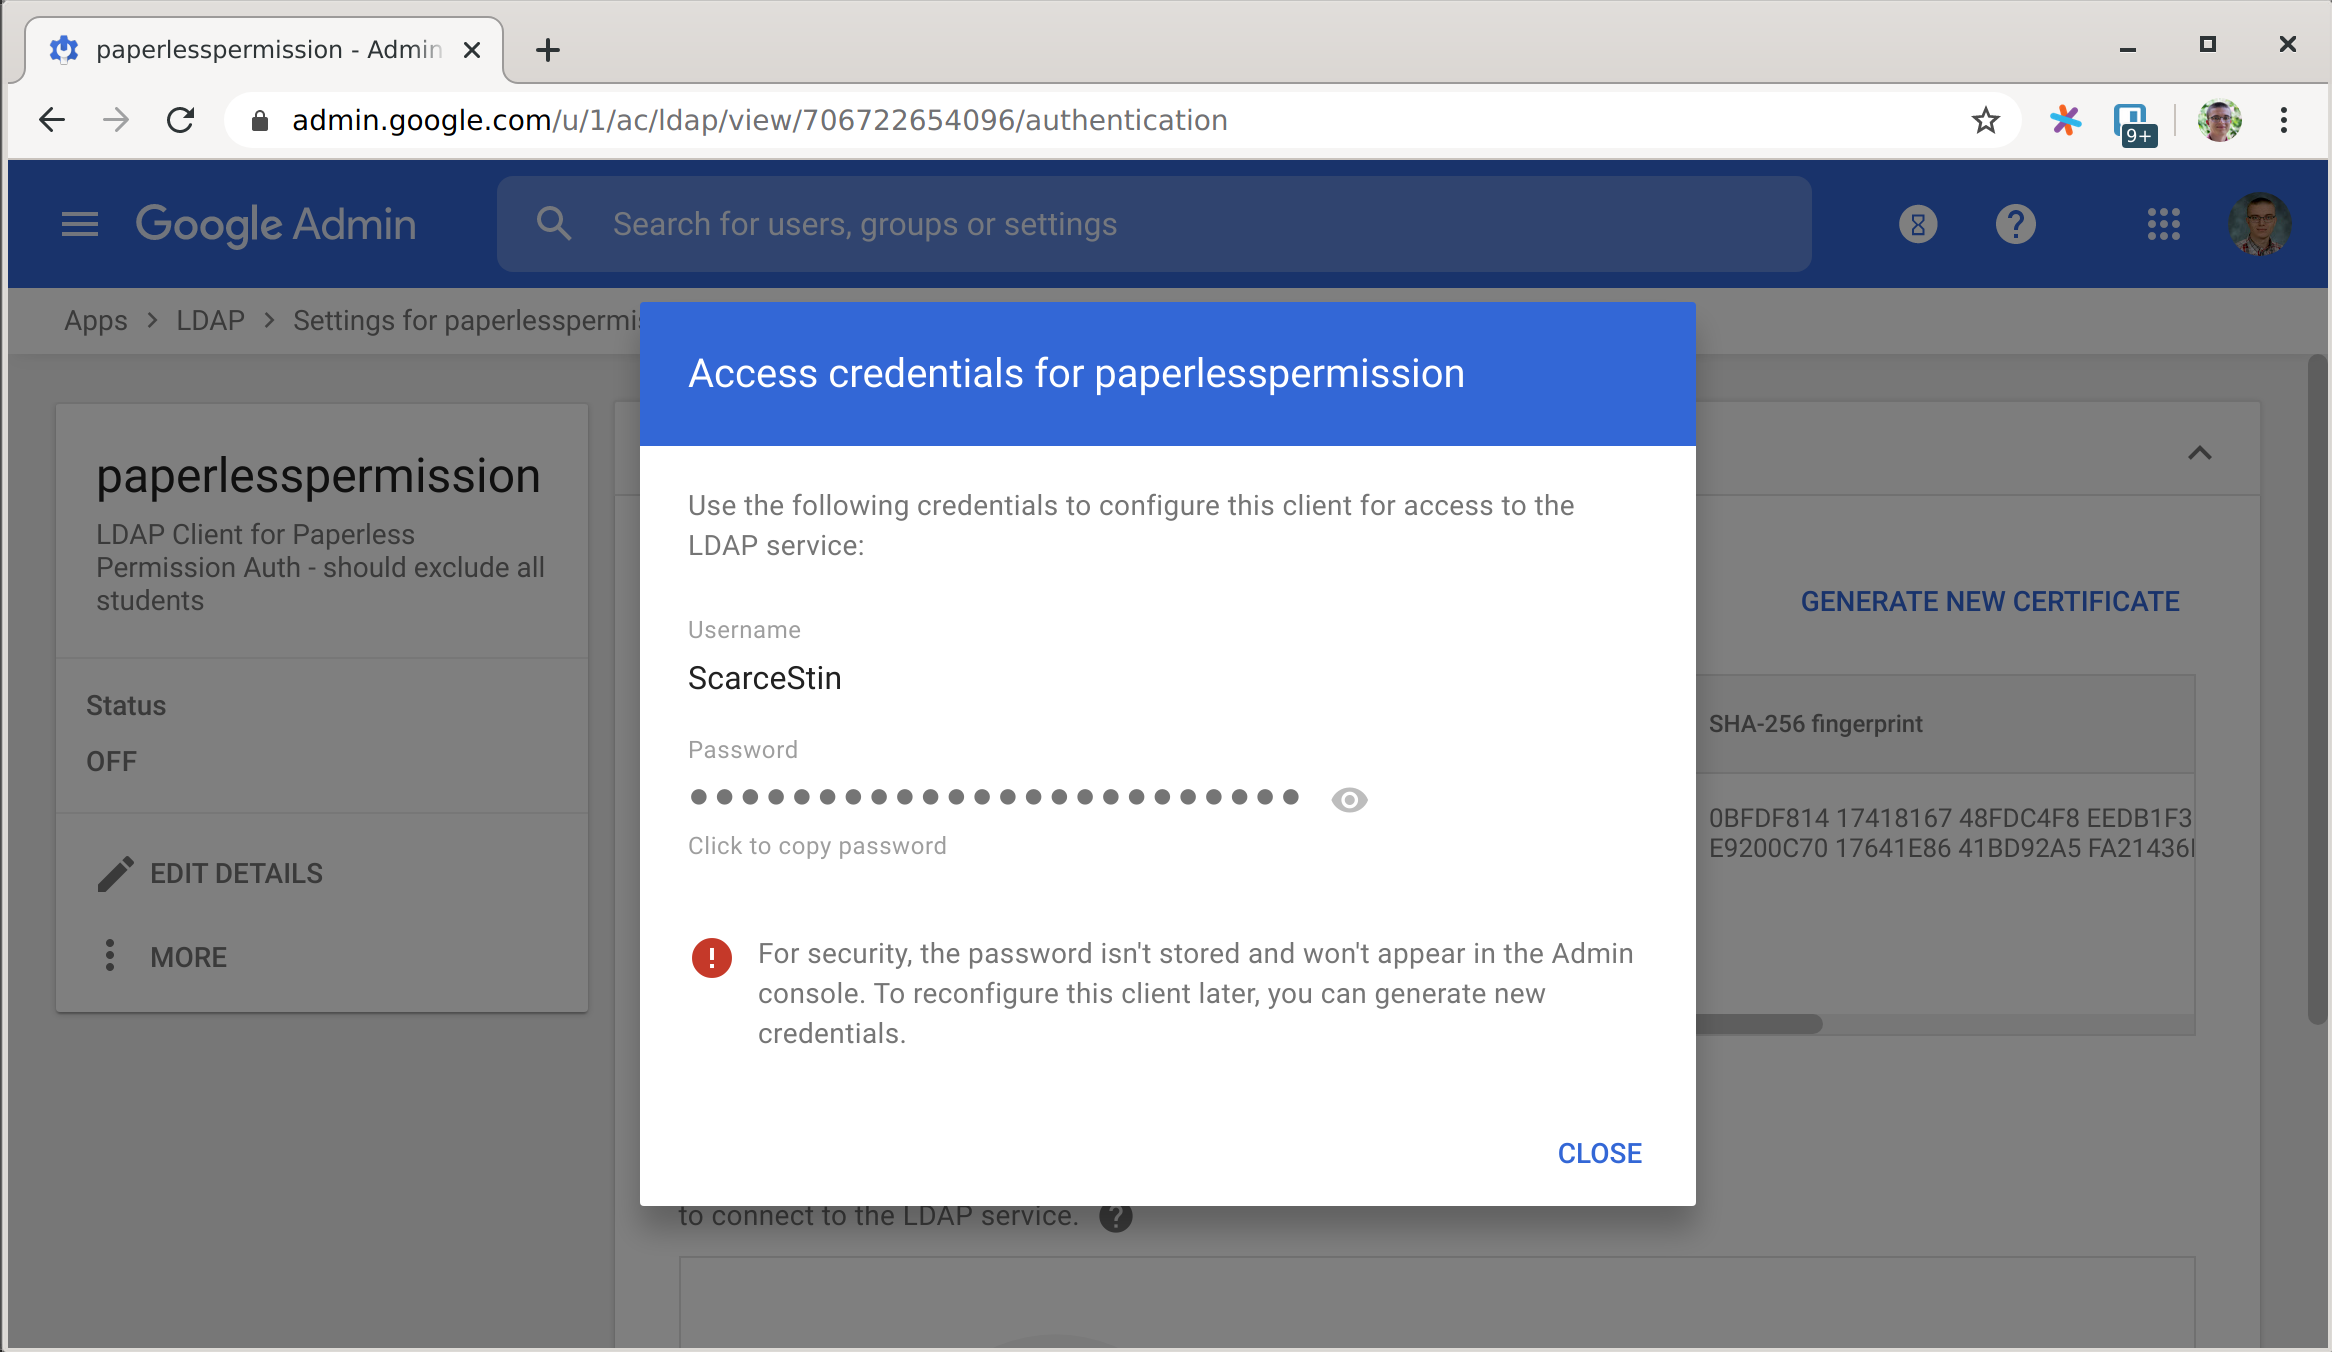 paperlesspermission - Admin
admin.google.com/u/1/ac/ldap/view/706722654096/authentication
9+
Google Admin
Search for users, groups or settings
Apps > LDAP > Settings for paperlesspermis
Access credentials for paperlesspermission
Use the following credentials to configure this client for access to the
LDAP service:
Username
ScarceStin
Password
Click to copy password
For security, the password isn't stored and won't appear in the Admin
console. To reconfigure this client later, you can generate new
credentials.
CLOSE
paperlesspermission
LDAP Client for Paperless
Permission Auth - should exclude all
students
Status
OFF
EDIT DETAILS
MORE
GENERATE NEW CERTIFICATE
SHA-256 fingerprint
0BFDF814 17418167 48FDC4F8 EEDB1F3
E9200C70 17641E86 41BD92A5 FA21436
to connect to the LDAP service.